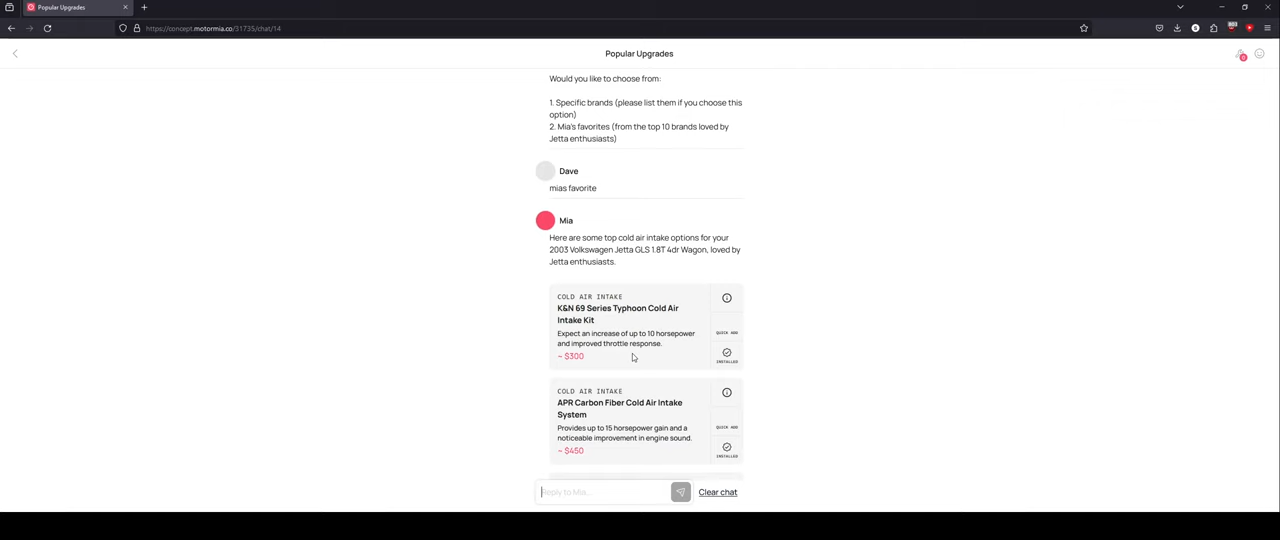 Popular Upgrades
https://concept.motormia.co/31735/chat/14
Popular Upgrades
Would you like to choose from:
1. Specific brands (please list them if you choose this
option)
2. Mia's favorites (from the top 10 brands loved by
Jetta enthusiasts)
Dave
mias favorite
Mia
Here are some top cold air intake options for your
2003 Volkswagen Jetta GLS 1.8T 4dr Wagon, loved by
Jetta enthusiasts.
COLD AIR INTAKE
K&N 69 Series Typhoon Cold Air
Intake Kit
Expect an increase of up to 10 horsepower
and improved throttle response.
~ $300
QUICK ADD
INSTALLED
COLD AIR INTAKE
APR Carbon Fiber Cold Air Intake
System
Provides up to 15 horsepower gain and a
noticeable improvement in engine sound.
~ $450
QUICK ADD
INSTALLED
Reply to Mia...
Clear chat